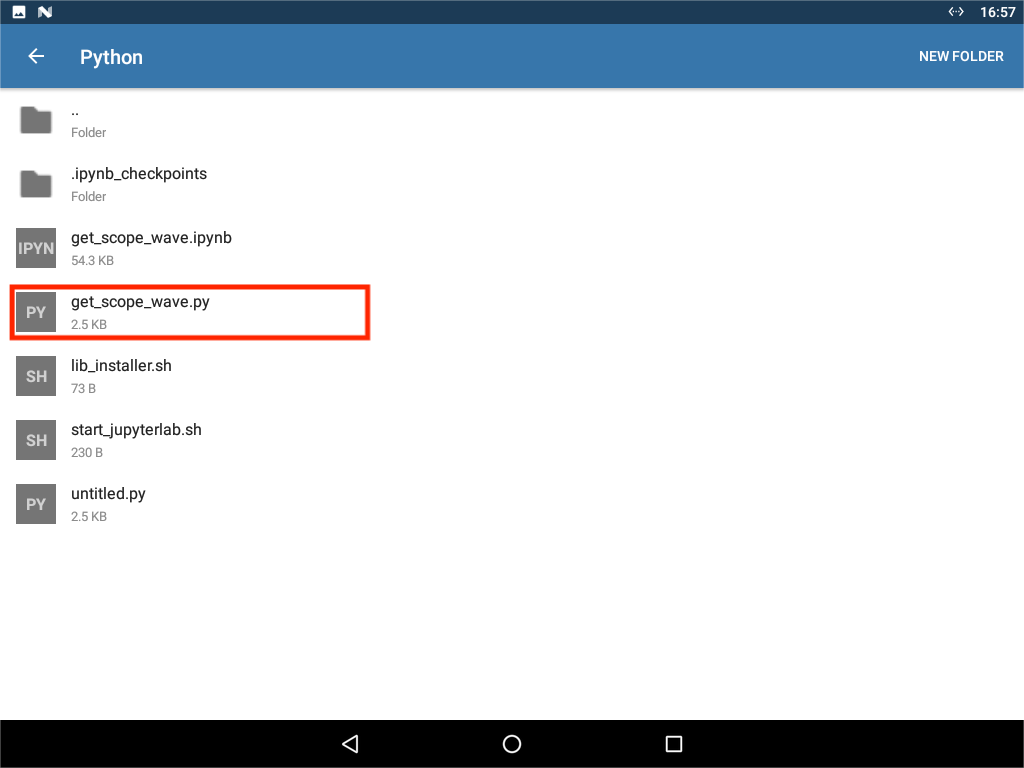 16:57
Python
NEW FOLDER
..
Folder
.ipynb_checkpoints
Folder
IPYN
get_scope_wave.ipynb
54.3 KB
PY
get_scope_wave.py
2.5 KB
SH
lib_installer.sh
73 B
SH
start_jupyterlab.sh
230 B
PY
untitled.py
2.5 KB